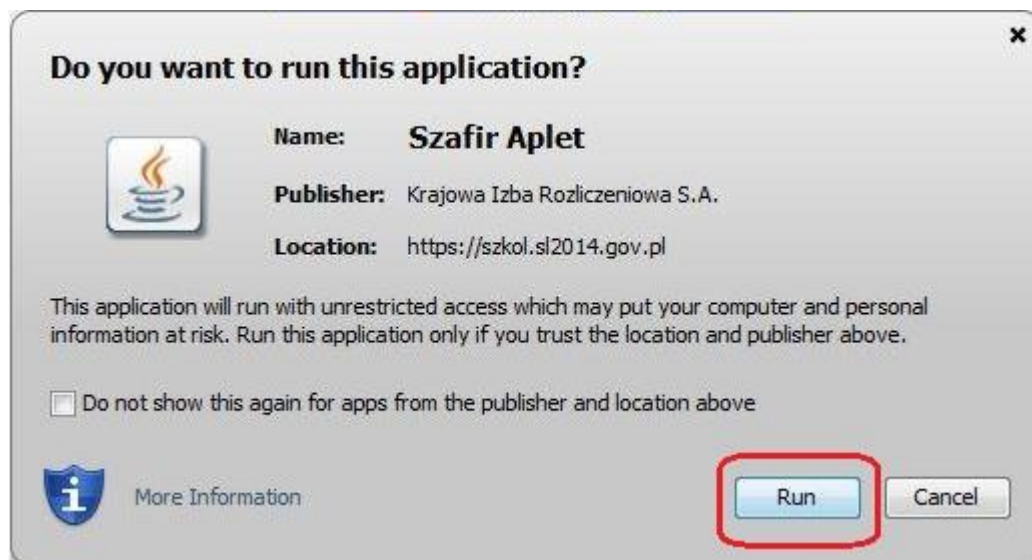 Do you want to run this application?
Name: Szafir Aplet
Publisher: Krajowa Izba Rozliczeniowa S.A.
Location: https://szkol.sl2014.gov.pl
This application will run with unrestricted access which may put your computer and personal
information at risk. Run this application only if you trust the location and publisher above.
Do not show this again for apps from the publisher and location above
More Information
Run
Cancel